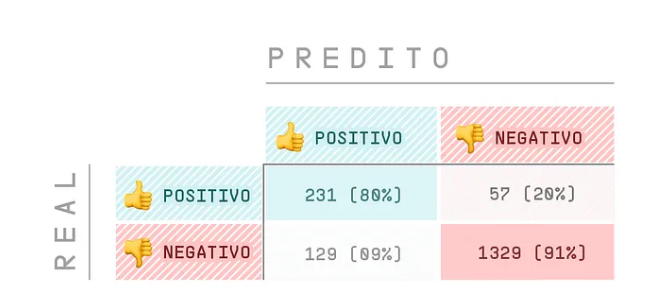 PREDITO
POSITIVO NEGATIVO
REAL
POSITIVO 231 (80%) 57 (20%)
NEGATIVO 129 (09%) 1329 (91%)